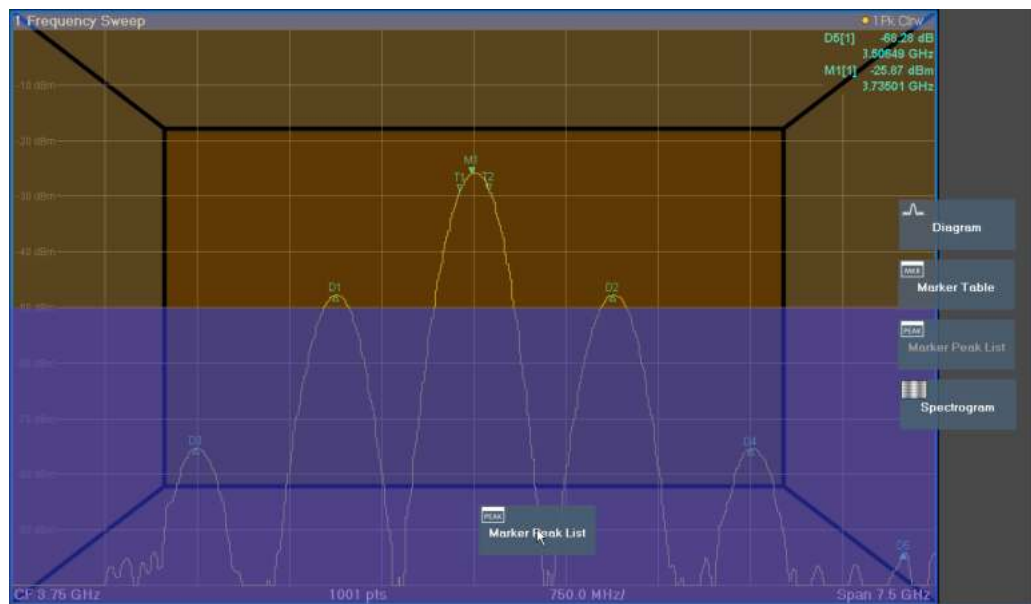 1 Frequency Sweep
1Pk Clrw
D5[1] -68.28 dB
3.50649 GHz
M1[1] -25.87 dBm
3.73501 GHz
-10 dBm
-20 dBm
M1
T1 T2
-30 dBm
Diagram
-40 dBm
MKR
Marker Table
D1 D2
PEAK
Marker Peak List
Spectrogram
D3 D4
PEAK
Marker Peak List
D5
CF 3.75 GHz 1001 pts 750.0 MHz/ Span 7.5 GHz